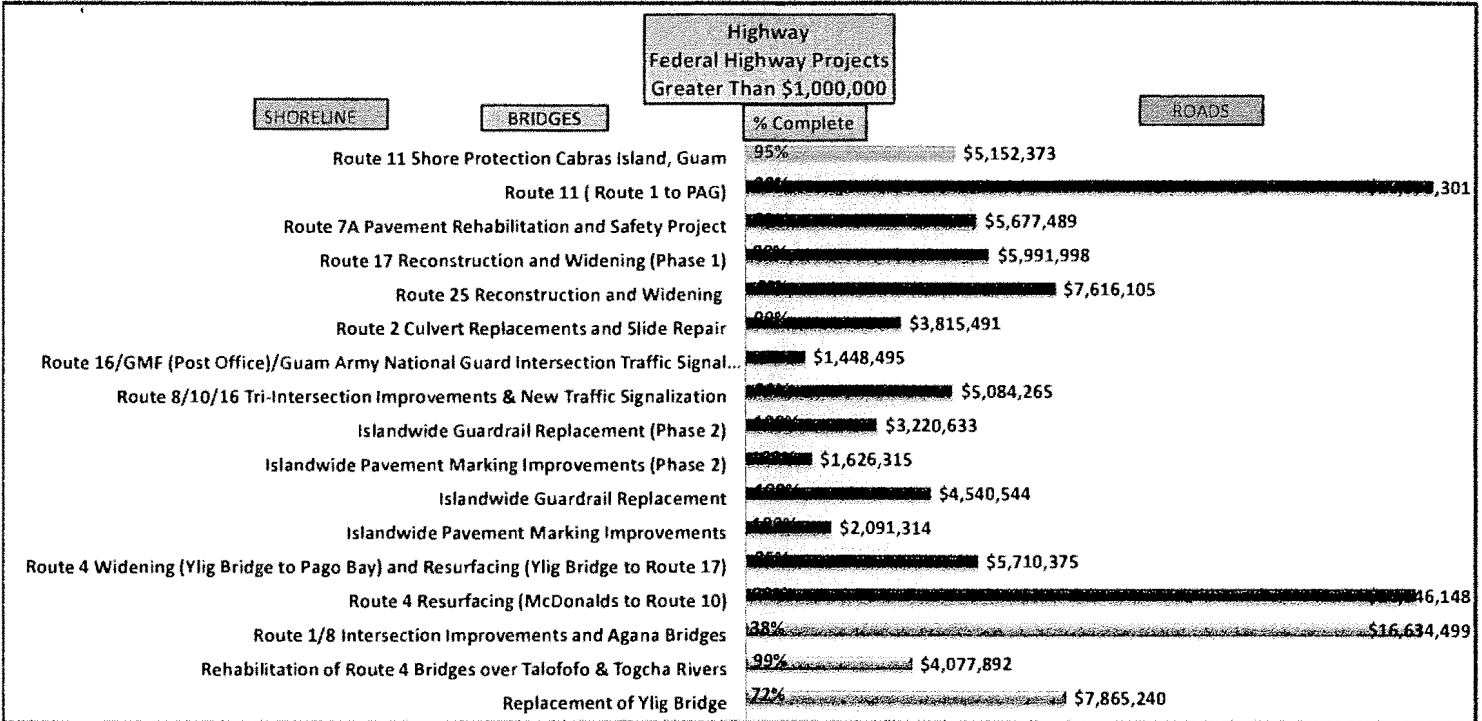 Highway
Federal Highway Projects
Greater Than $1,000,000
SHORELINE BRIDGES % Complete ROADS
Route 11 Shore Protection Cabras Island, Guam 95% $5,152,373
Route 11 ( Route 1 to PAG) ,301
Route 7A Pavement Rehabilitation and Safety Project $5,677,489
Route 17 Reconstruction and Widening (Phase 1) $5,991,998
Route 25 Reconstruction and Widening $7,616,105
Route 2 Culvert Replacements and Slide Repair $3,815,491
Route 16/GMF (Post Office)/Guam Army National Guard Intersection Traffic Signal... $1,448,495
Route 8/10/16 Tri-Intersection Improvements & New Traffic Signalization $5,084,265
Islandwide Guardrail Replacement (Phase 2) 100% $3,220,633
Islandwide Pavement Marking Improvements (Phase 2) $1,626,315
Islandwide Guardrail Replacement 100% $4,540,544
Islandwide Pavement Marking Improvements 100% $2,091,314
Route 4 Widening (Ylig Bridge to Pago Bay) and Resurfacing (Ylig Bridge to Route 17) $5,710,375
Route 4 Resurfacing (McDonalds to Route 10) 46,148
Route 1/8 Intersection Improvements and Agana Bridges 38% $16,634,499
Rehabilitation of Route 4 Bridges over Talofofo & Togcha Rivers 99% $4,077,892
Replacement of Ylig Bridge 72% $7,865,240